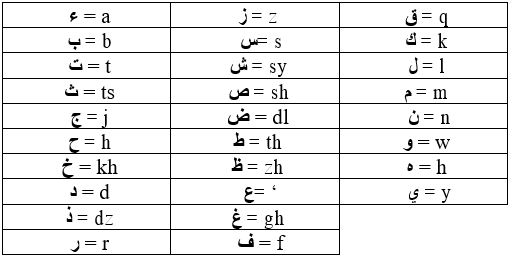 ء = a ز = z ق = q
ب = b س= s ك = k
ت = t ش = sy ل = l
ث = ts ص = sh م = m
ج = j ض = dl ن = n
ح = h ط = th و = w
خ = kh ظ = zh ه = h
د = d ع= ‘ ي = y
ذ = dz غ = gh
ر = r ف = f